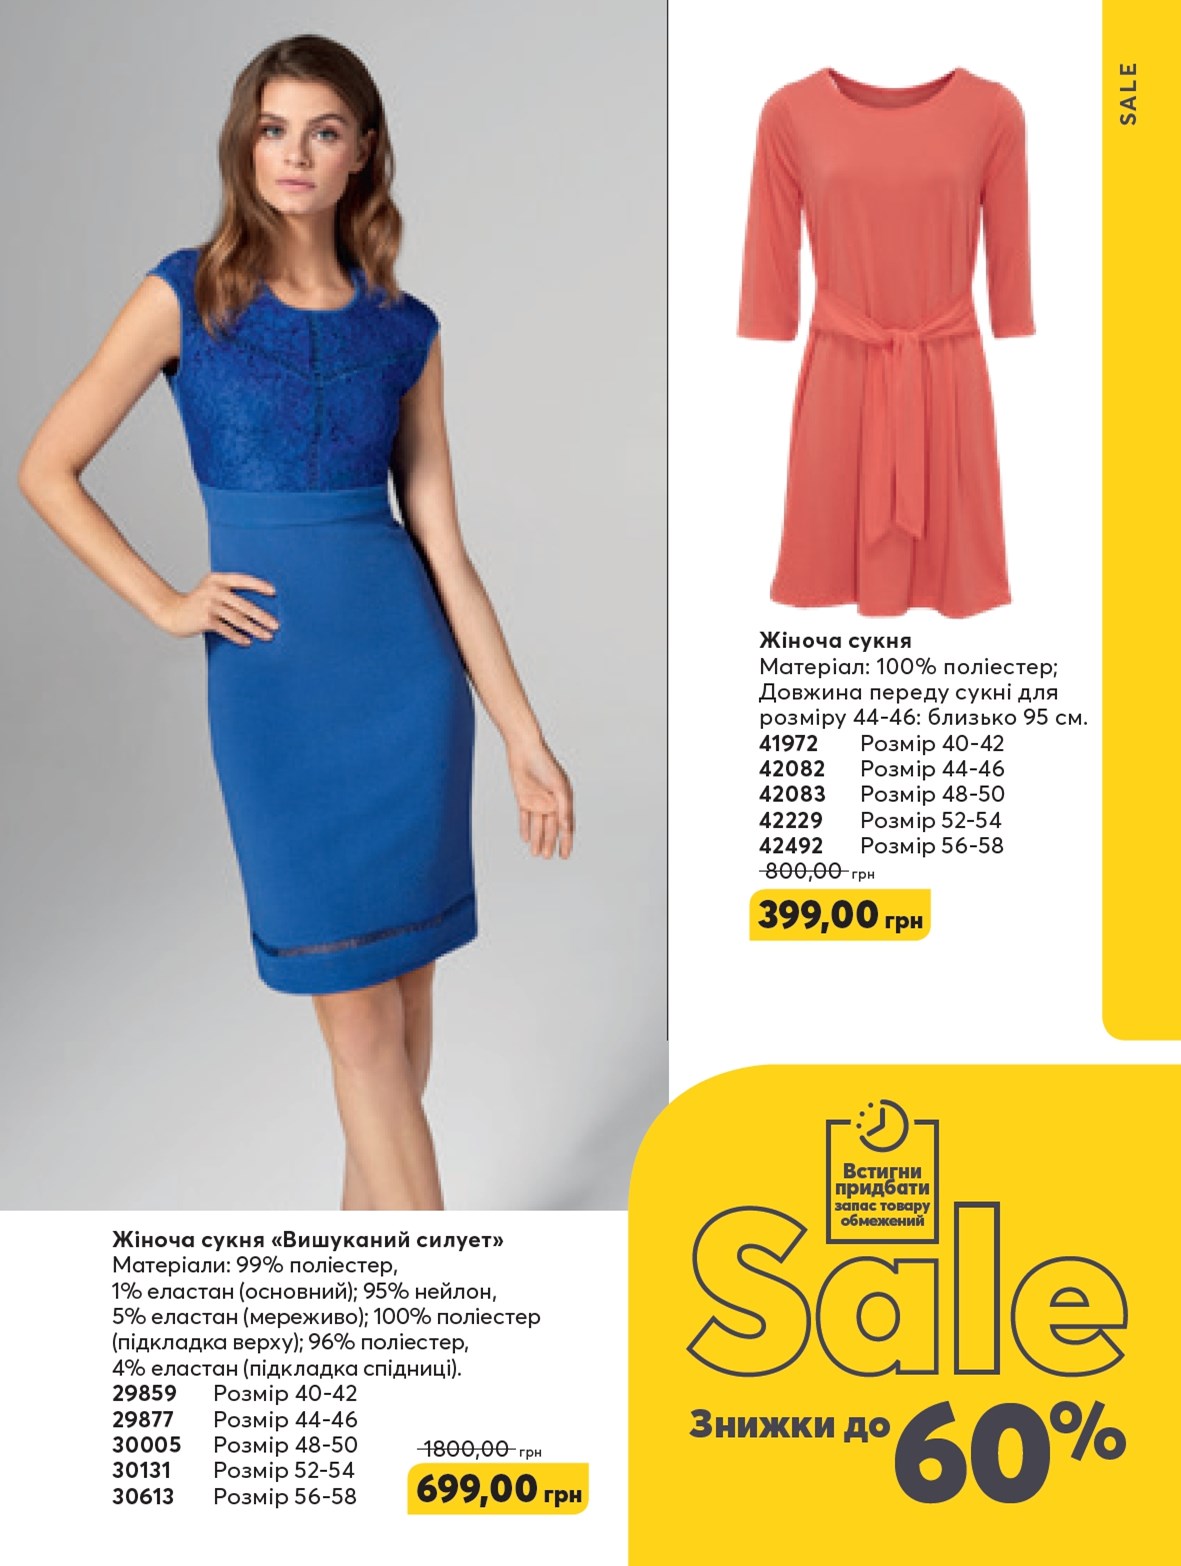 SALE
Жіноча сукня
Матеріал: 100% поліестер;
Довжина переду сукні для
розміру 44-46: близько 95 см.
41972 Розмір 40-42
42082 Розмір 44-46
42083 Розмір 48-50
42229 Розмір 52-54
42492 Розмір 56-58
800,00 грн
399,00 грн
Жіноча сукня «Вишуканий силует»
Матеріали: 99% поліестер,
1% еластан (основний); 95% нейлон,
5% еластан (мереживо); 100% поліестер
(підкладка верху); 96% поліестер,
4% еластан (підкладка спідниці).
29859 Розмір 40-42
29877 Розмір 44-46
30005 Розмір 48-50
30131 Розмір 52-54
30613 Розмір 56-58
1800,00 грн
699,00 грн
Встигни
придбати
запас товару
обмежений
Sale
Знижки до 60%